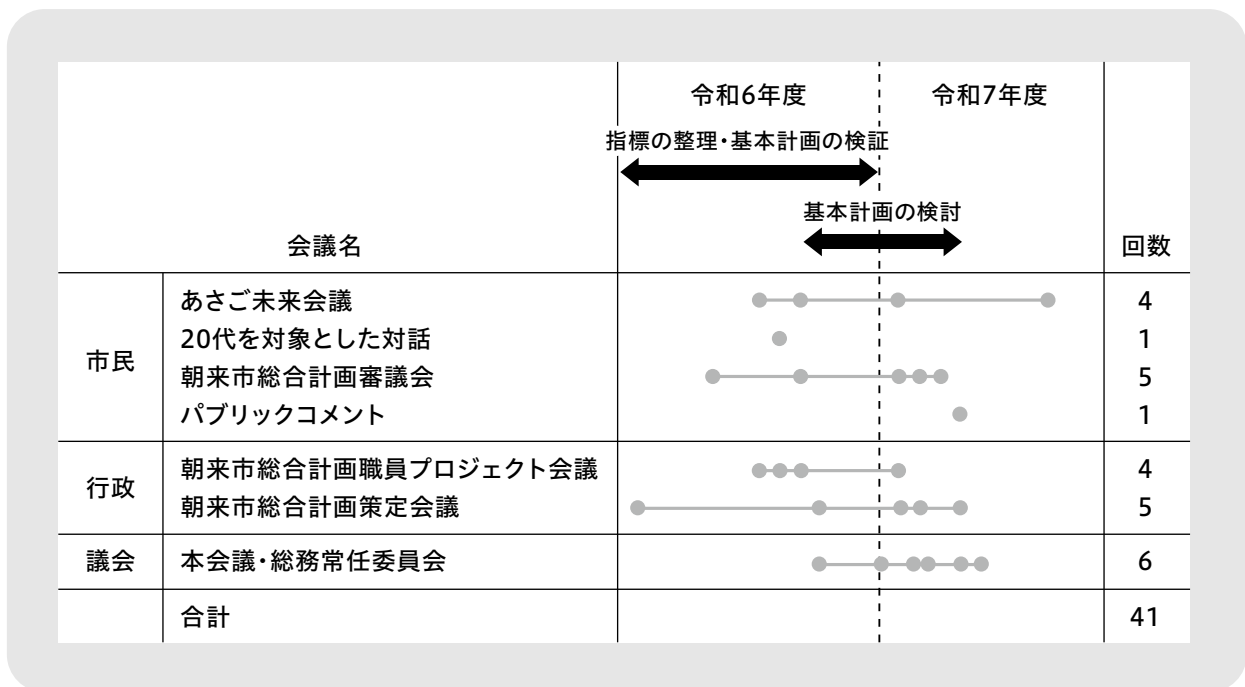 令和6年度 令和7年度
指標の整理・基本計画の検証
基本計画の検討
会議名 回数
市民
あさご未来会議 4
20代を対象とした対話 1
朝来市総合計画審議会 5
パブリックコメント 1
行政
朝来市総合計画職員プロジェクト会議 4
朝来市総合計画策定会議 5
議会 本会議・総務常任委員会 6
合計 41